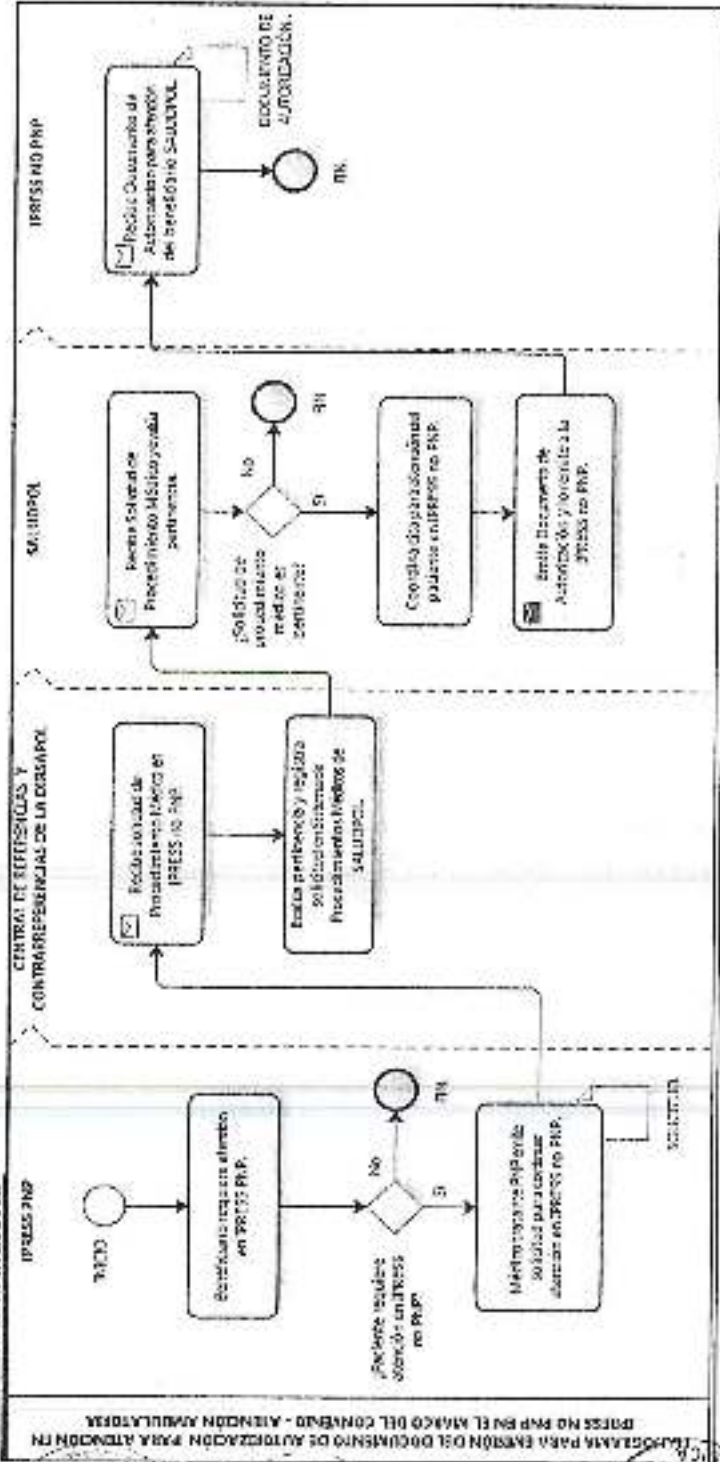 FLUJOGRAMA PARA EMISIÓN DEL DOCUMENTO DE AUTORIZACIÓN PARA ATENCIÓN EN
IPRESS NO PNP EN EL MARCO DEL CONVENIO - ATENCIÓN AMBULATORIA
IPRESS PNP
INICIO
Beneficiario requiere atención
en IPRESS PNP.
¿Paciente requiere
atención en IPRESS
no PNP?
No
FIN
Si
Médico tratante PNP emite
solicitud para continuar
atención en IPRESS no PNP.
SOLICITUD
CENTRAL DE REFERENCIAS Y
CONTRARREFERENCIAS DE LA DIRSAPOL
Recibe solicitud de
Procedimiento Médico en
IPRESS no PNP.
Evalúa pertinencia y registra
solicitud en Sistema de
Procedimientos Médicos de
SALUDPOL.
SALUDPOL
Recibe Solicitud de
Procedimiento Médico y evalúa
pertinencia.
¿Solicitud de
procedimiento
médico es
pertinente?
No
FIN
Si
Coordina cita para atención del
paciente en IPRESS no PNP.
Emite Documento de
Autorización y lo remite a la
IPRESS no PNP.
IPRESS NO PNP
Recibe Documento de
Autorización para atención
del beneficiario SALUDPOL
DOCUMENTO DE
AUTORIZACIÓN.
FIN